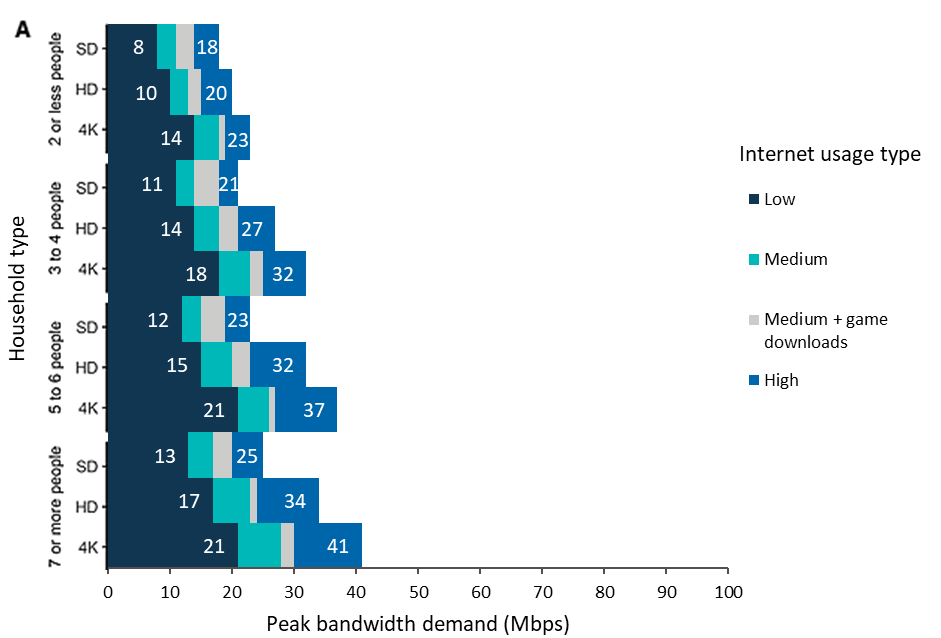 A
Household type
2 or less people
SD 8 18
HD 10 20
4K 14 23
3 to 4 people
SD 11 21
HD 14 27
4K 18 32
5 to 6 people
SD 12 23
HD 15 32
4K 21 37
7 or more people
SD 13 25
HD 17 34
4K 21 41
0 10 20 30 40 50 60 70 80 90 100
Peak bandwidth demand (Mbps)
Internet usage type
Low
Medium
Medium + game
downloads
High